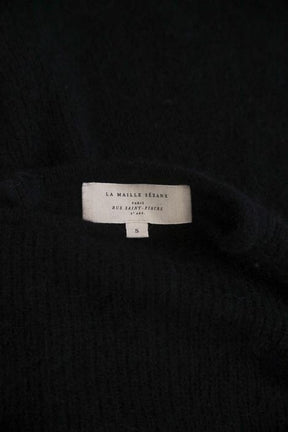 LA MAILLE SÉZANE
PARIS
RUE SAINT-FIACRE
2e ARR.
S